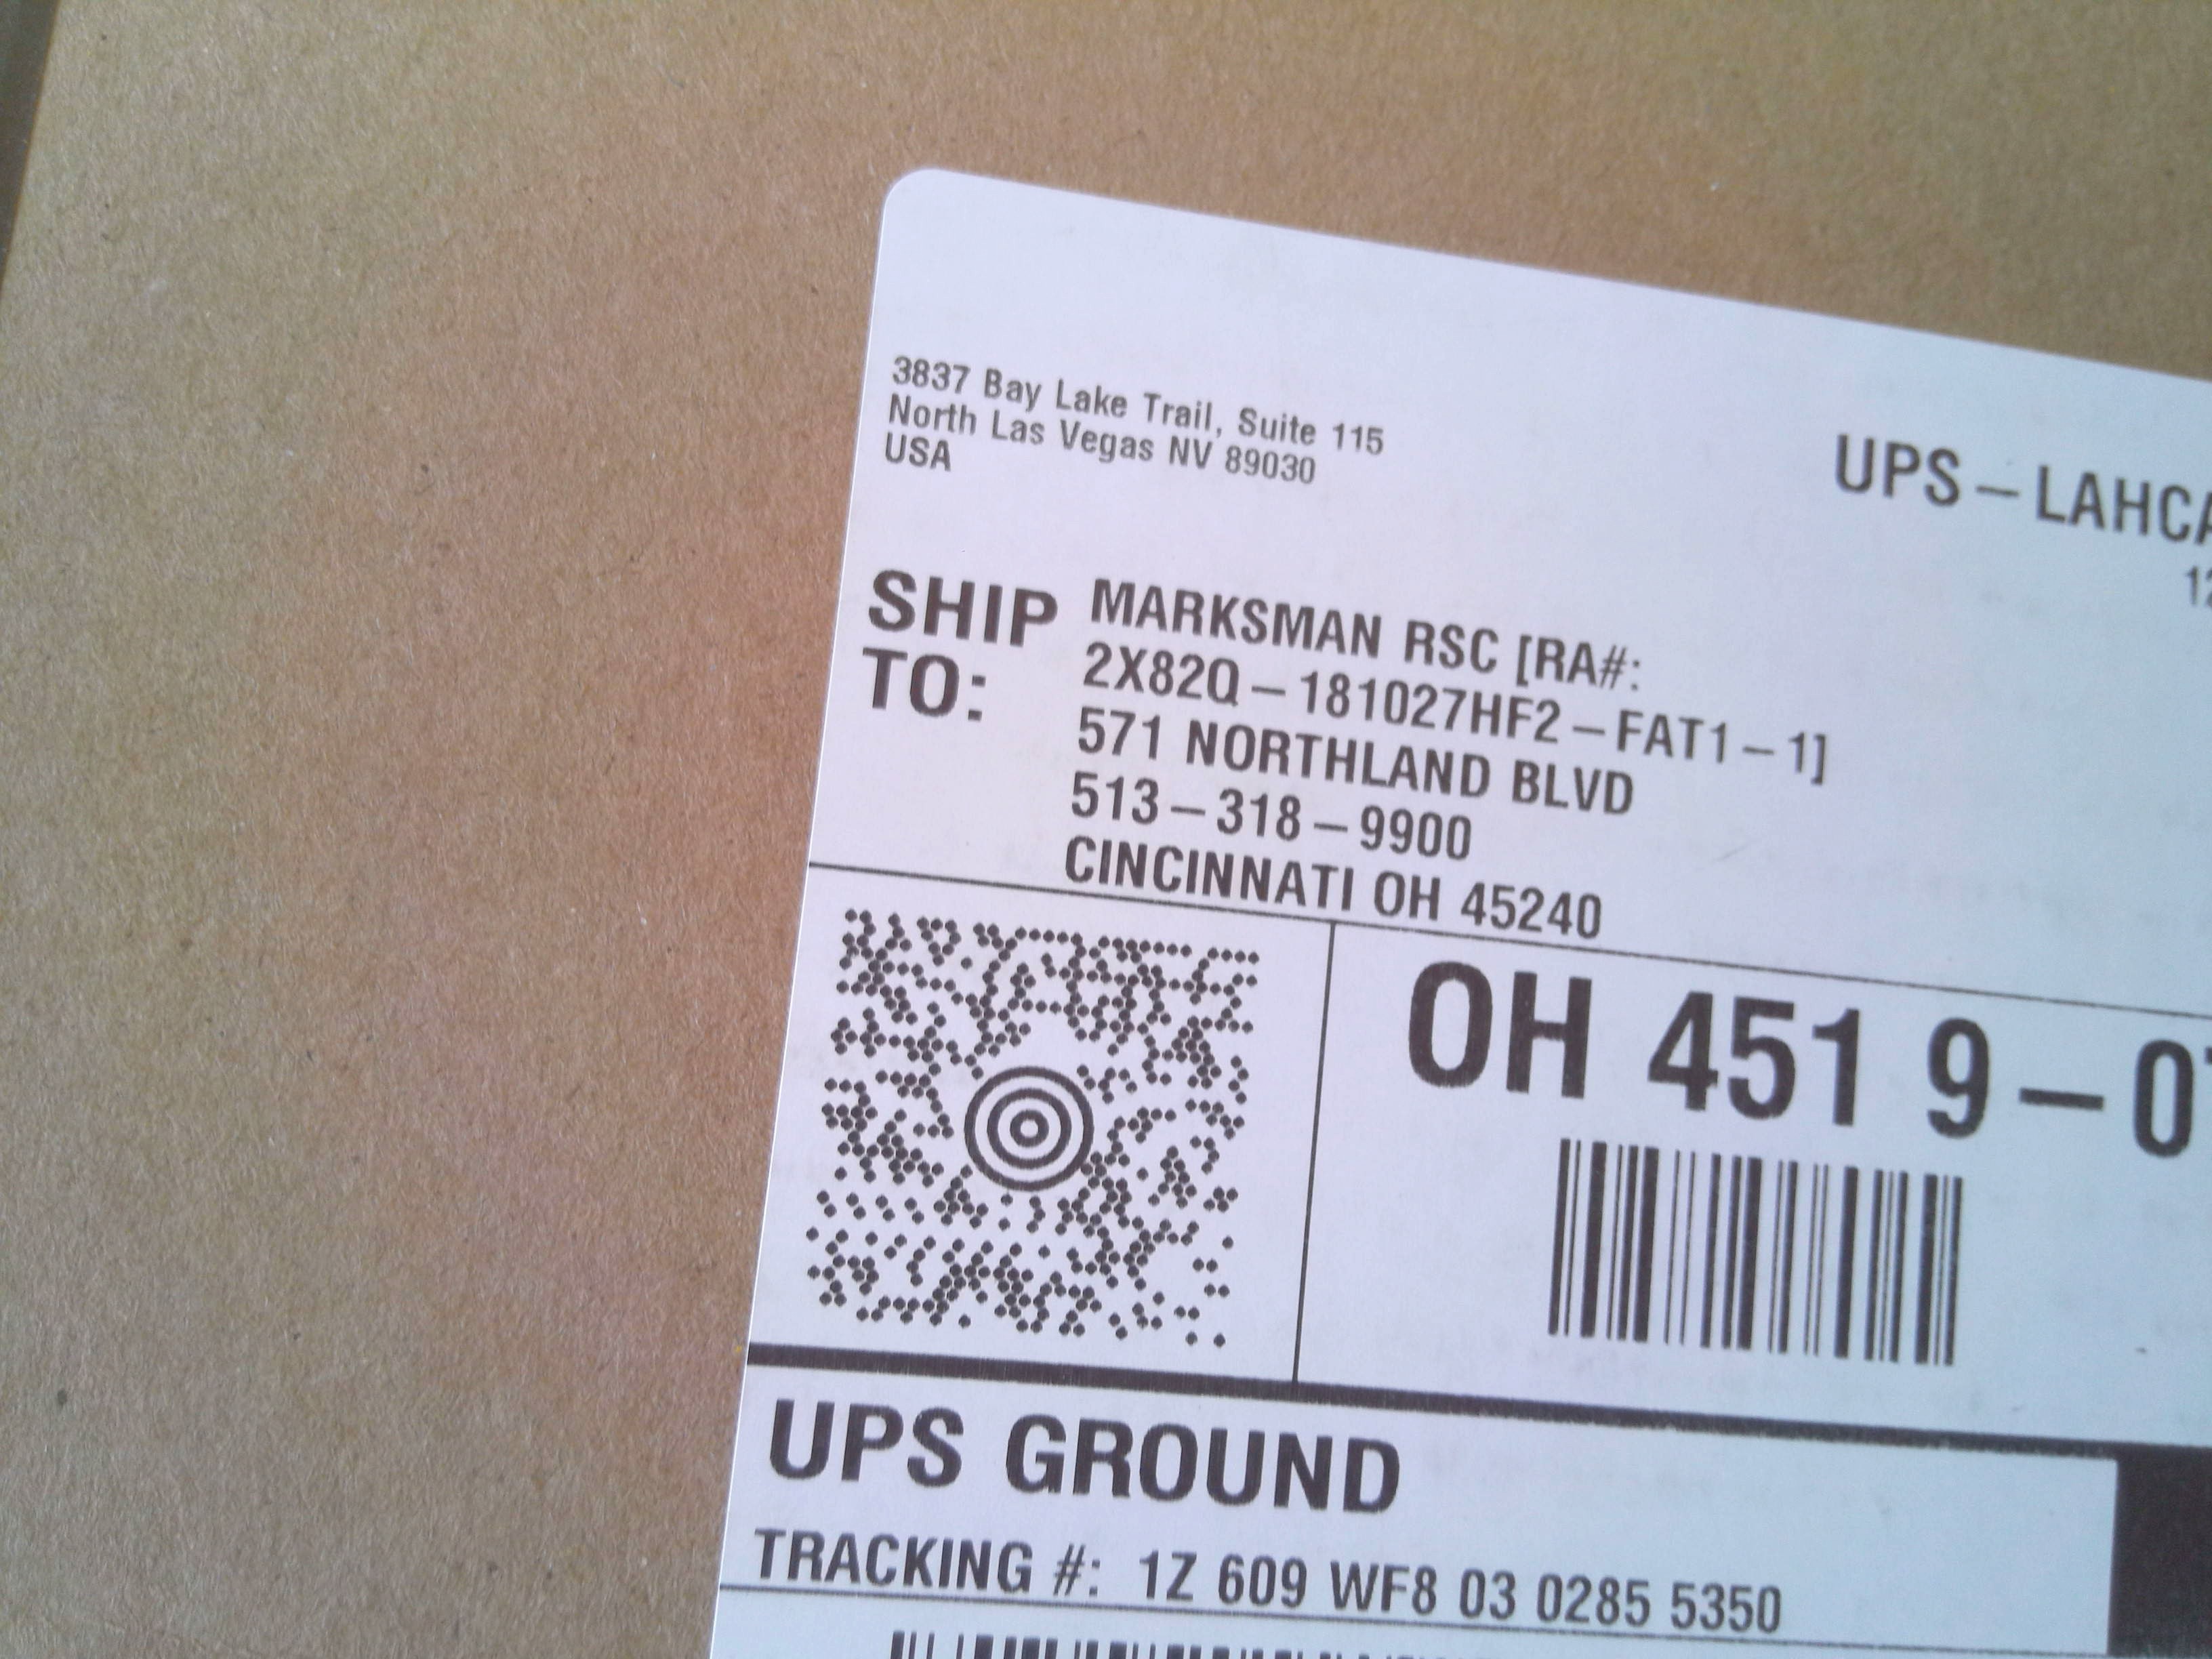 3837 Bay Lake Trail, Suite 115
North Las Vegas NV 89030
USA
UPS – LAHCA
12
SHIP TO:
MARKSMAN RSC [RA#:
2X82Q – 181027HF2 – FAT1 – 1]
571 NORTHLAND BLVD
513 – 318 – 9900
CINCINNATI OH 45240
OH 451 9 – 0
UPS GROUND
TRACKING #: 1Z 609 WF8 03 0285 5350